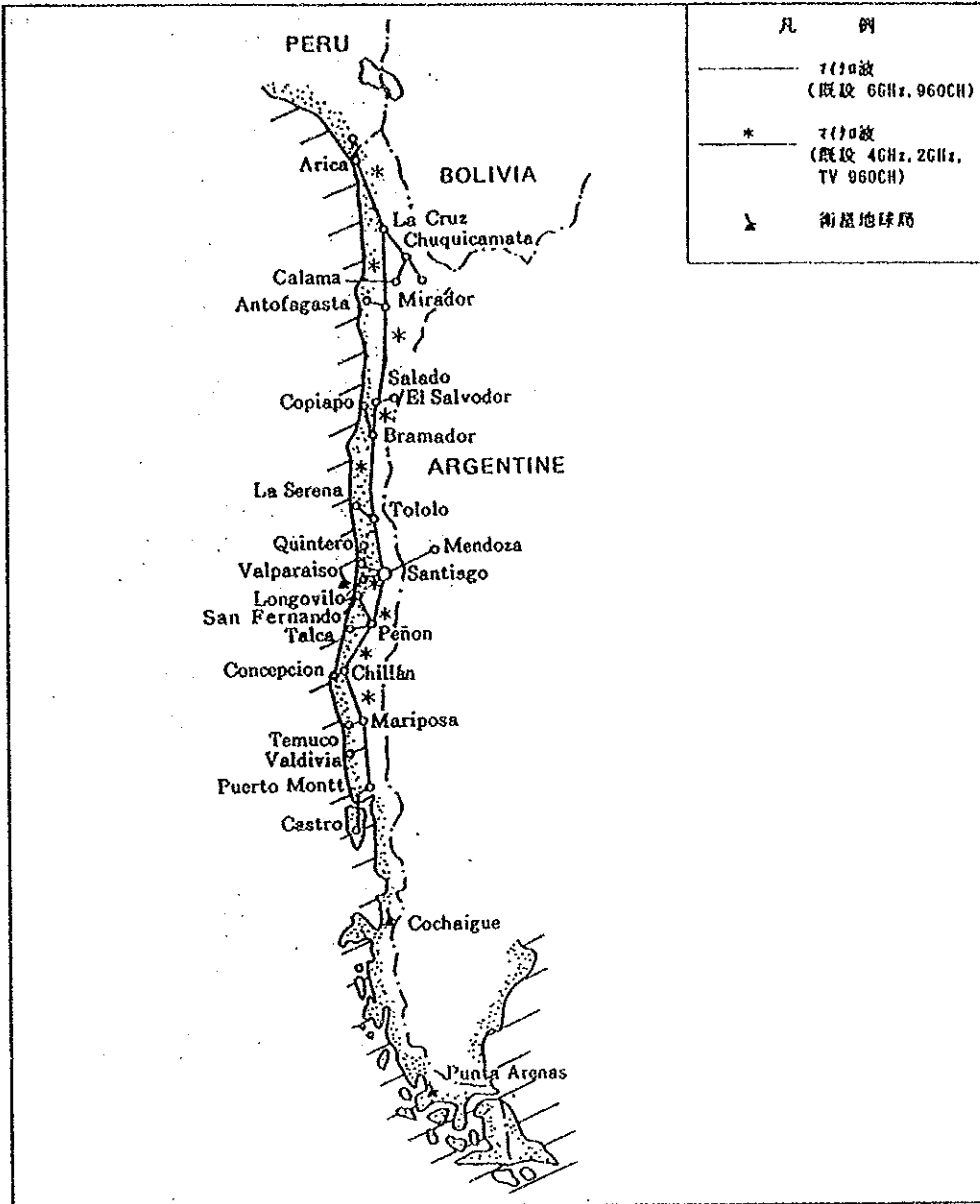 凡 例
マイクロ波
(既設 6GHz, 960CH)
* マイクロ波
(既設 4GHz, 2GHz,
TV 960CH)
衛星地球局
PERU
Arica
BOLIVIA
La Cruz
Chuquicamata
Calama
Antofagasta
Mirador
Salado
Copiapo
El Salvodor
Bramador
ARGENTINE
La Serena
Tololo
Quintero
Mendoza
Valparaiso
Santiago
Longovilo
San Fernando
Talca
Peñon
Concepcion
Chillán
Mariposa
Temuco
Valdivia
Puerto Montt
Castro
Cochaigue
Punta Arenas